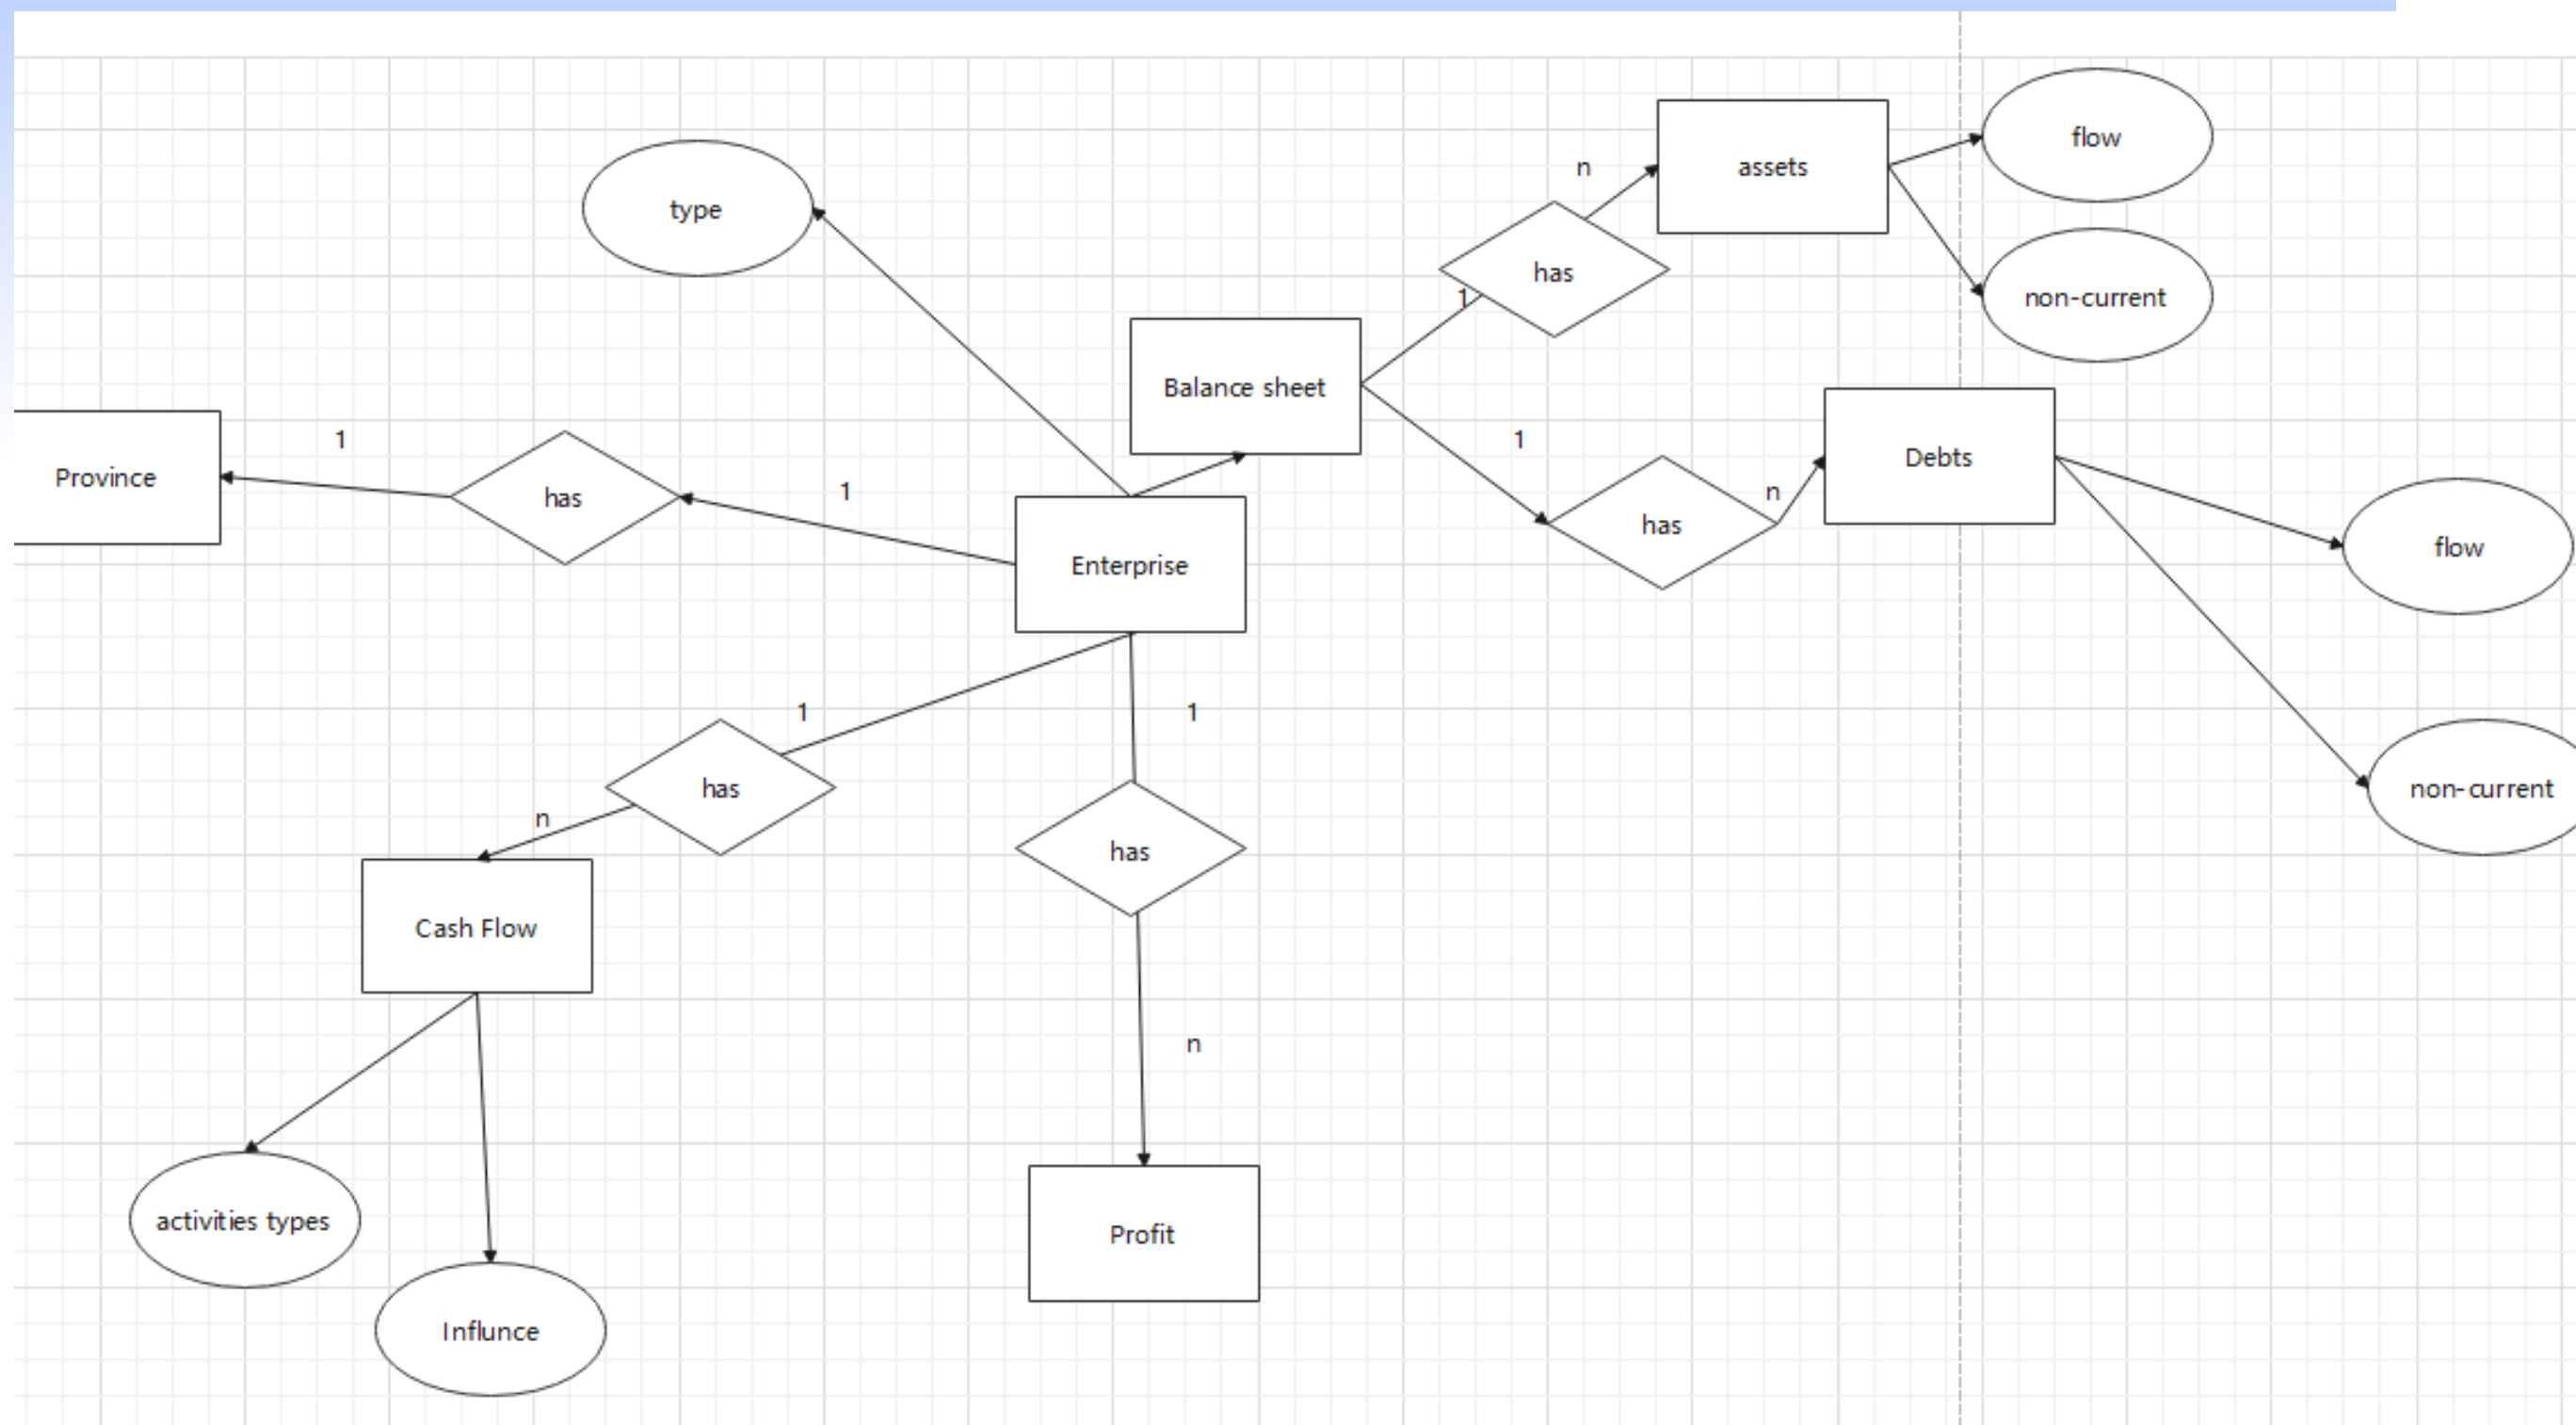 flow
assets
n
type
has
non-current
1
Balance sheet
1
Debts
Province
1
has
n
has
flow
Enterprise
1
1
1
has
non-current
n
has
Cash Flow
n
activities types
Profit
Influnce